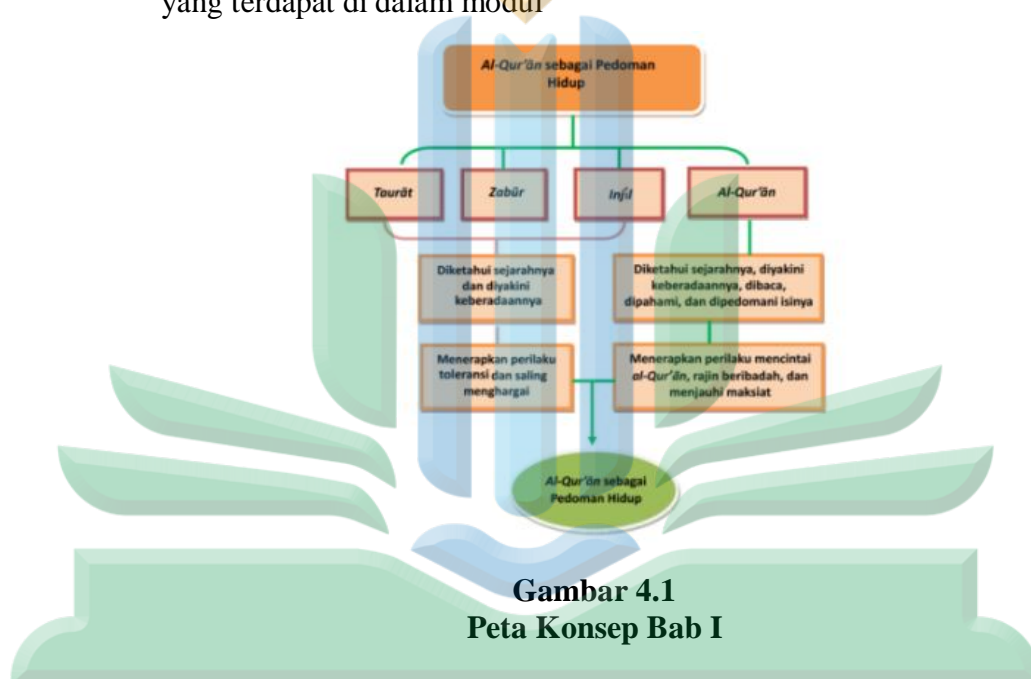 yang terdapat di dalam modul
Al-Qur'ān sebagai Pedoman
Hidup
Taurāt
Zabūr
Injīl
Al-Qur'ān
Diketahui sejarahnya
dan diyakini
keberadaannya
Diketahui sejarahnya, diyakini
keberadaannya, dibaca,
dipahami, dan dipedomani isinya
Menerapkan perilaku
toleransi dan saling
menghargai
Menerapkan perilaku mencintai
al-Qur'ān, rajin beribadah, dan
menjauhi maksiat
Al-Qur'ān sebagai
Pedoman Hidup
Gambar 4.1
Peta Konsep Bab I